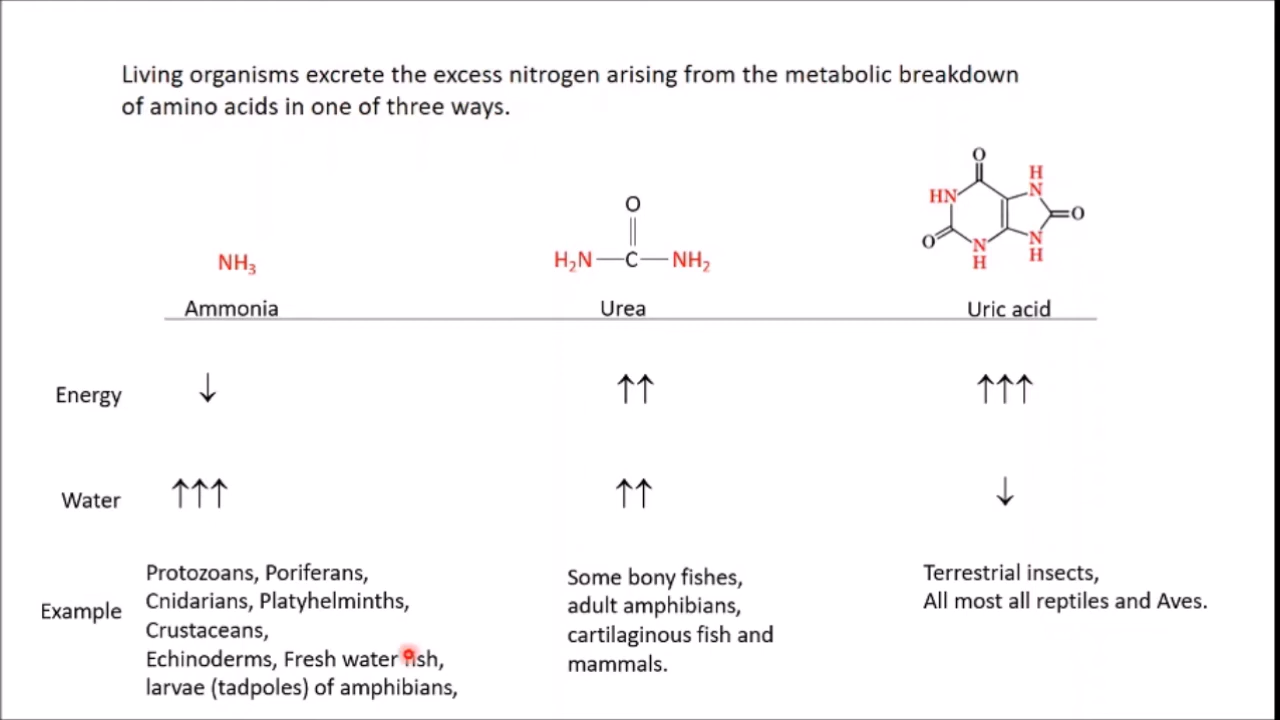 Living organisms excrete the excess nitrogen arising from the metabolic breakdown
of amino acids in one of three ways.
NH₃
Ammonia
O
H₂N—C—NH₂
Urea
O
H
HN N
O
O N N
H H
Uric acid
Energy ↓ ↑↑ ↑↑↑
Water ↑↑↑ ↑↑ ↓
Example
Protozoans, Poriferans,
Cnidarians, Platyhelminths,
Crustaceans,
Echinoderms, Fresh water fish,
larvae (tadpoles) of amphibians,
Some bony fishes,
adult amphibians,
cartilaginous fish and
mammals.
Terrestrial insects,
All most all reptiles and Aves.